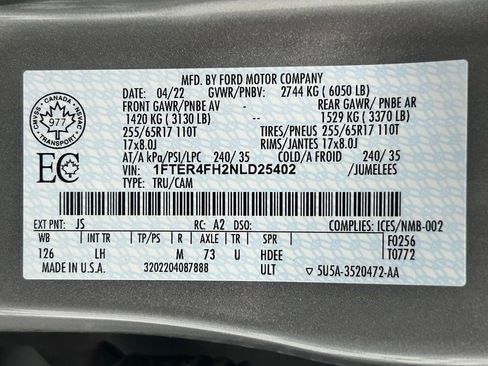 MFD. BY FORD MOTOR COMPANY
DATE: 04/22 GVWR/PNBV: 2744 KG ( 6050 LB)
FRONT GAWR/PNBE AV REAR GAWR/ PNBE AR
1420 KG ( 3130 LB) 1529 KG ( 3370 LB)
255/65R17 110T TIRES/PNEUS 255/65R17 110T
17x8.0J RIMS/JANTES 17x8.0J
AT/A kPa/PSI/LPC 240/ 35 COLD/A FROID 240/ 35
VIN: 1FTER4FH2NLD25402 /JUMELEES
TYPE: TRU/CAM
CMVSS CANADA NSVAC
977
TRANSPORT
EC
EXT PNT: JS RC: A2 DSO: COMPLIES: ICES/NMB-002
WB INT TR TP/PS R AXLE TR SPR F0256
126 LH M 73 U HDEE T0772
MADE IN U.S.A. 3202204087888 ULT 5U5A-3520472-AA